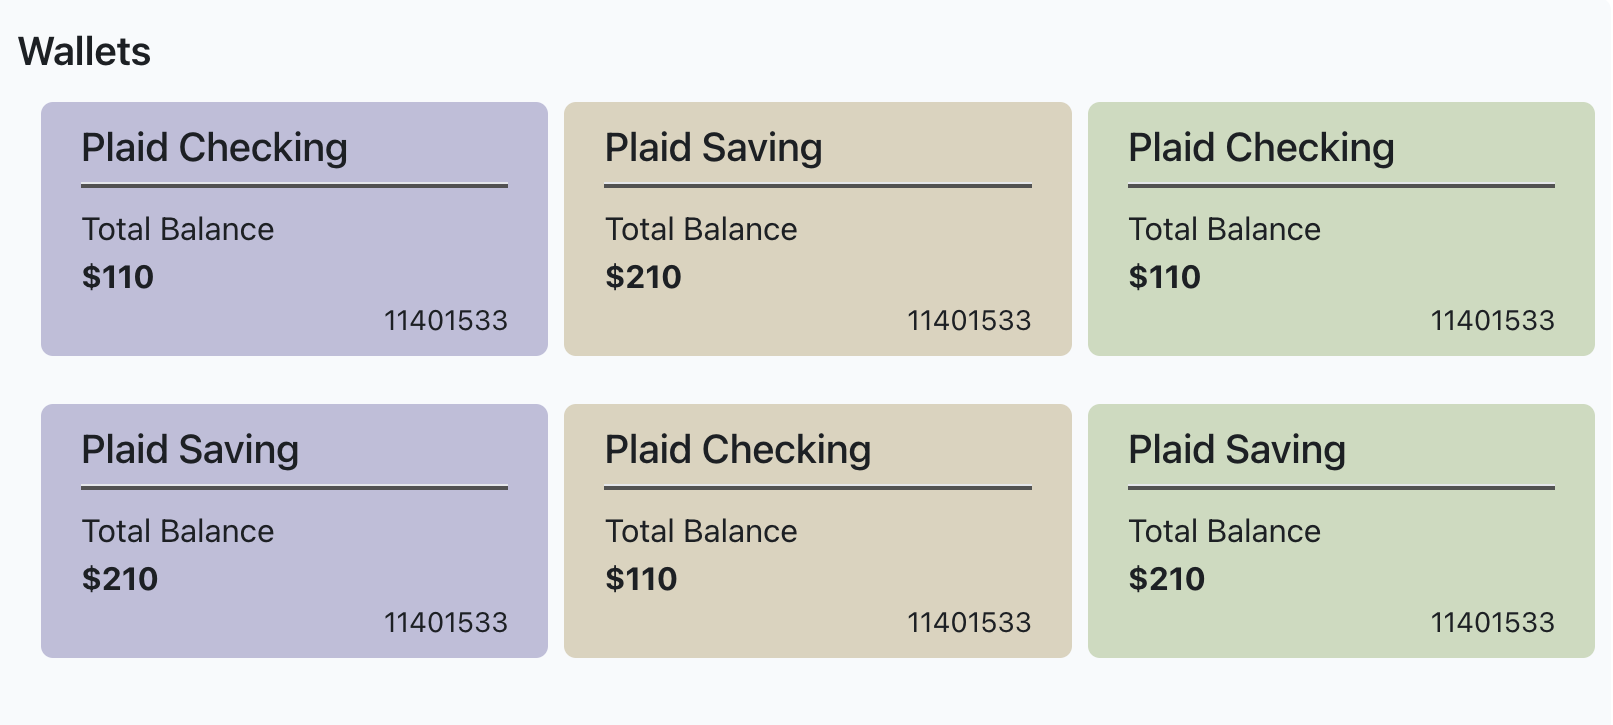 Wallets
Plaid Checking
Total Balance
$110
11401533
Plaid Saving
Total Balance
$210
11401533
Plaid Checking
Total Balance
$110
11401533
Plaid Saving
Total Balance
$210
11401533
Plaid Checking
Total Balance
$110
11401533
Plaid Saving
Total Balance
$210
11401533